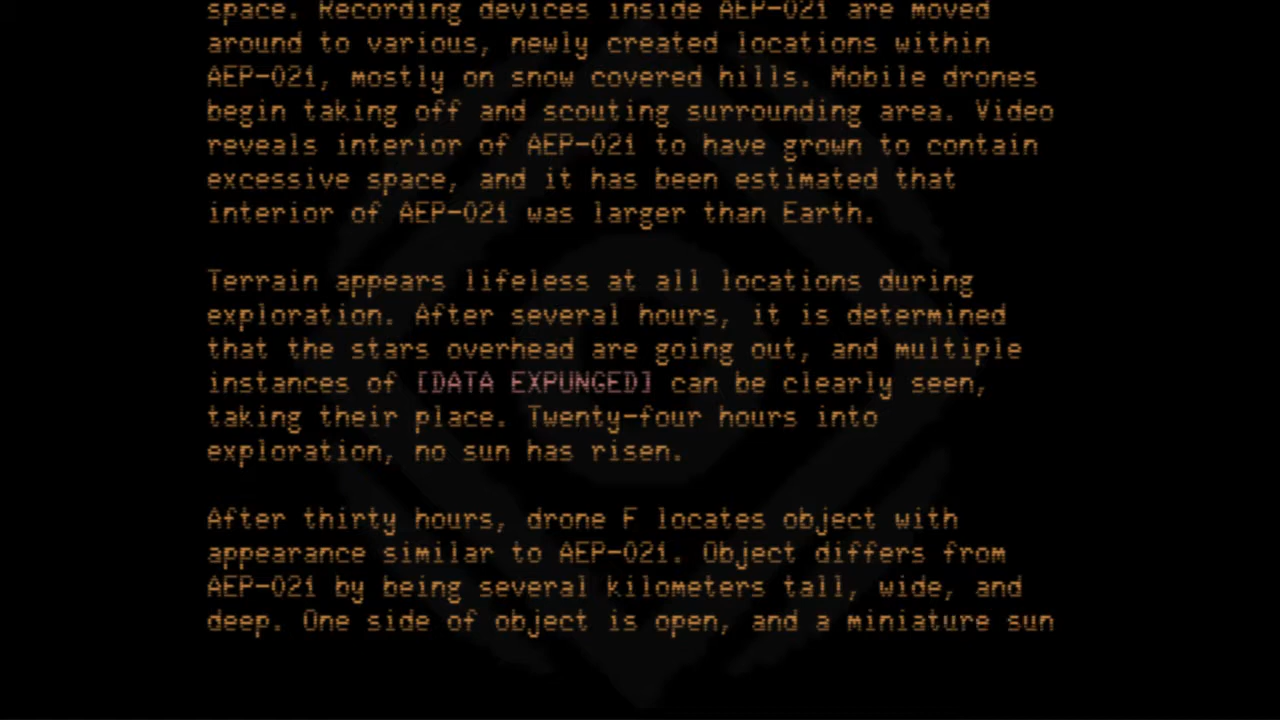 space. Recording devices inside AEP-021 are moved
around to various, newly created locations within
AEP-021, mostly on snow covered hills. Mobile drones
begin taking off and scouting surrounding area. Video
reveals interior of AEP-021 to have grown to contain
excessive space, and it has been estimated that
interior of AEP-021 was larger than Earth.
Terrain appears lifeless at all locations during
exploration. After several hours, it is determined
that the stars overhead are going out, and multiple
instances of [DATA EXPUNGED] can be clearly seen,
taking their place. Twenty-four hours into
exploration, no sun has risen.
After thirty hours, drone F locates object with
appearance similar to AEP-021. Object differs from
AEP-021 by being several kilometers tall, wide, and
deep. One side of object is open, and a miniature sun